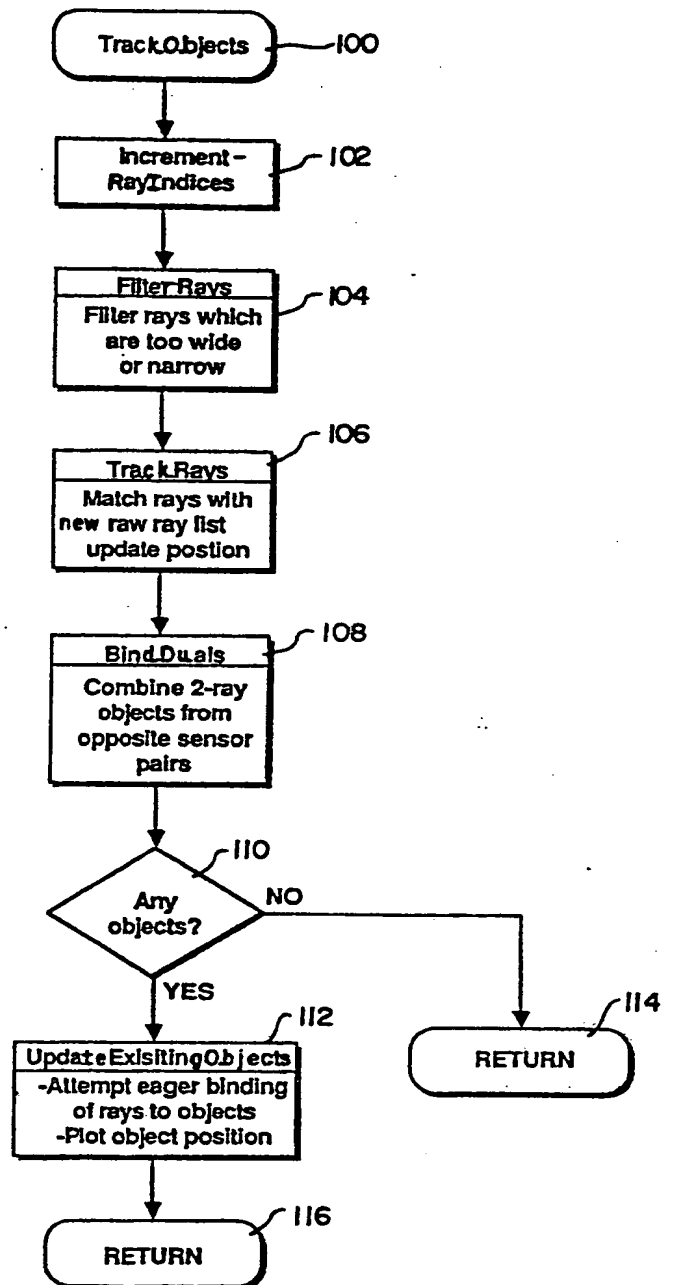 TrackObjects
100
Increment-
RayIndices
102
FilterRays
104
Filter rays which
are too wide
or narrow
106
TrackRays
Match rays with
new raw ray list
update postion
108
BindDuals
Combine 2-ray
objects from
opposite sensor
pairs
110
Any
objects?
NO
YES
112
114
UpdateExisitingObjects
RETURN
-Attempt eager binding
of rays to objects
-Plot object position
116
RETURN